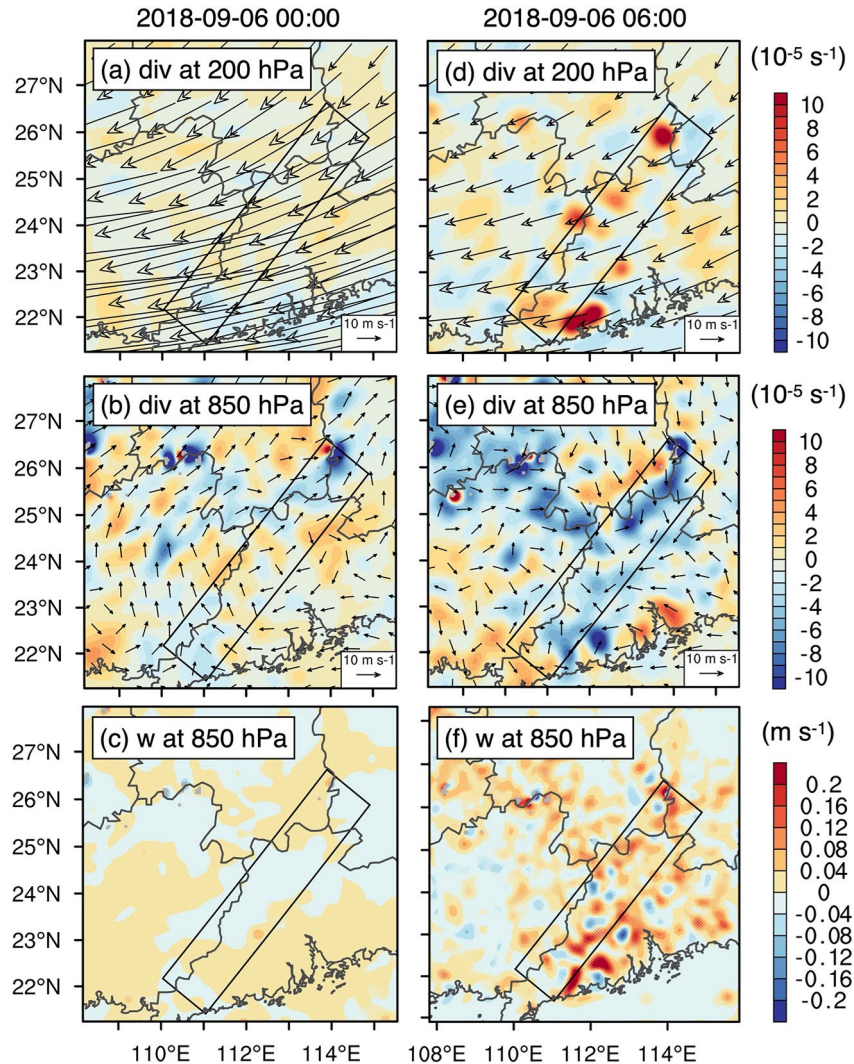 2018-09-06 00:00
2018-09-06 06:00
(a) div at 200 hPa
(d) div at 200 hPa
(10-5 s-1)
27°N
26°N
25°N
24°N
23°N
22°N
10 m s-1
10 m s-1
10
8
6
4
2
0
-2
-4
-6
-8
-10
(b) div at 850 hPa
(e) div at 850 hPa
(10-5 s-1)
27°N
26°N
25°N
24°N
23°N
22°N
10 m s-1
10 m s-1
10
8
6
4
2
0
-2
-4
-6
-8
-10
(c) w at 850 hPa
(f) w at 850 hPa
(m s-1)
27°N
26°N
25°N
24°N
23°N
22°N
0.2
0.16
0.12
0.08
0.04
0
-0.04
-0.08
-0.12
-0.16
-0.2
110°E 112°E 114°E
108°E 110°E 112°E 114°E